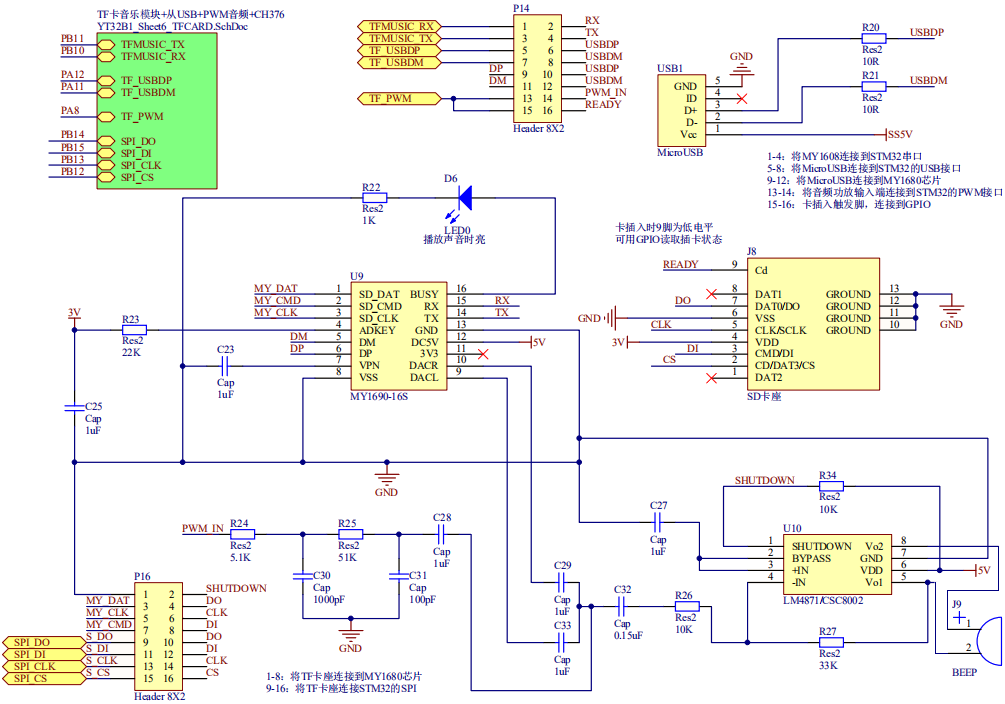 TF卡音乐模块+从USB+PWM音频+CH376
YT32B1_Sheet6_TFCARD.SchDoc
PB11 TFMUSIC_TX
PB10 TFMUSIC_RX
PA12 TF_USBDP
PA11 TF_USBDM
PA8 TF_PWM
PB14 SPI_DO
PB15 SPI_DI
PB13 SPI_CLK
PB12 SPI_CS
P14
TFMUSIC_RX 1 2 RX
TFMUSIC_TX 3 4 TX
TF_USBDP 5 6 USBDP
TF_USBDM 7 8 USBDM
DP 9 10 USBDP
DM 11 12 USBDM
TF_PWM 13 14 PWM_IN
15 16 READY
Header 8X2
USB1
GND
GND 5
ID 4
D+ 3
D- 2
Vcc 1
MicroUSB
R20
Res2
10R
USBDP
R21
Res2
10R
USBDM
SS5V
1-4：将MY1608连接到STM32串口
5-8：将MicroUSB连接到STM32的USB接口
9-12：将MicroUSB连接到MY1680芯片
13-14：将音频功放输入端连接到STM32的PWM接口
15-16：卡插入触发脚，连接到GPIO
R22
Res2
1K
D6
LED0
播放声音时亮
卡插入时9脚为低电平
可用GPIO读取插卡状态
U9
MY_DAT 1 SD_DAT BUSY 16
MY_CMD 2 SD_CMD RX 15 RX
MY_CLK 3 SD_CLK TX 14 TX
4 ADKEY GND 13
DM 5 DM DC5V 12 5V
DP 6 DP 3V3 11
7 VPN DACR 10
8 VSS DACL 9
MY1690-16S
3V
R23
Res2
22K
C23
Cap
1uF
C25
Cap
1uF
GND
J8
READY 9 Cd
8 DAT1 GROUND 13
DO 7 DAT0/DO GROUND 12
GND 6 VSS GROUND 11
CLK 5 CLK/SCLK GROUND 10
3V 4 VDD
DI 3 CMD/DI
CS 2 CD/DAT3/CS
1 DAT2
SD卡座
GND
PWM_IN
R24
Res2
5.1K
R25
Res2
51K
C28
Cap
1uF
C30
1000pF
C31
100pF
GND
C27
Cap
1uF
SHUTDOWN
R34
Res2
10K
U10
1 SHUTDOWN Vo2 8
2 BYPASS GND 7
3 +IN VDD 6 5V
4 -IN Vo1 5
LM4871/CSC8002
C29
Cap
1uF
C33
Cap
1uF
C32
Cap
0.15uF
R26
Res2
10K
R27
Res2
33K
J9
1
2
BEEP
P16
1 2 SHUTDOWN
MY_DAT 3 4 DO
MY_CLK 5 6 CLK
MY_CMD 7 8 DI
SPI_DO S_DO 9 10 DO
SPI_DI S_DI 11 12 DI
SPI_CLK S_CLK 13 14 CLK
SPI_CS S_CS 15 16 CS
Header 8X2
1-8：将TF卡座连接到MY1680芯片
9-16：将TF卡座连接STM32的SPI